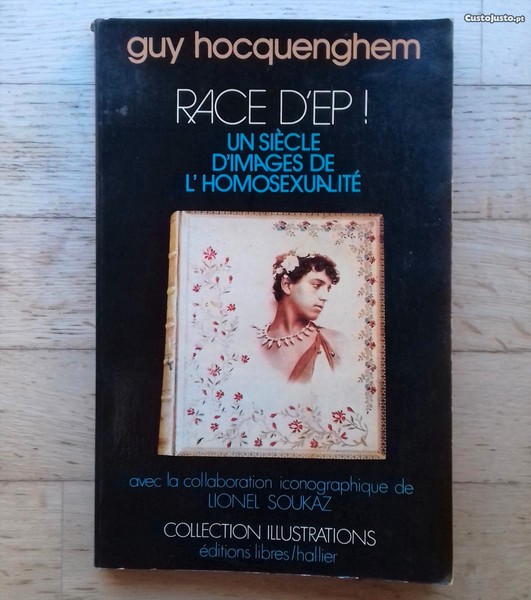 CustoJusto.pt
guy hocquenghem
RACE D'EP !
UN SIÈCLE
D'IMAGES DE
L'HOMOSEXUALITÉ
avec la collaboration iconographique de
LIONEL SOUKAZ
COLLECTION ILLUSTRATIONS
éditions libres/hallier